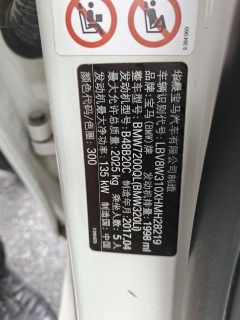 华晨宝马汽车有限公司制造
车辆识别代号: LBV8W310XHMH28219
品牌: 宝马(BMW)牌 发动机排量: 1998 ml
整车型号: BMW7200QL(BMW320Li)
发动机型号: B48B20C 制造年月: 2017.04
最大允许总质量: 2025 kg 乘坐人数: 5人
发动机最大净功率: 135 kW 制造国: 中国
颜色代码/色图: 300